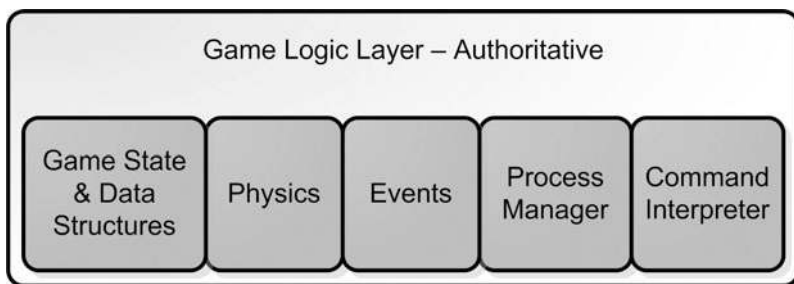 Game Logic Layer – Authoritative
Game State
& Data
Structures
Physics
Events
Process
Manager
Command
Interpreter